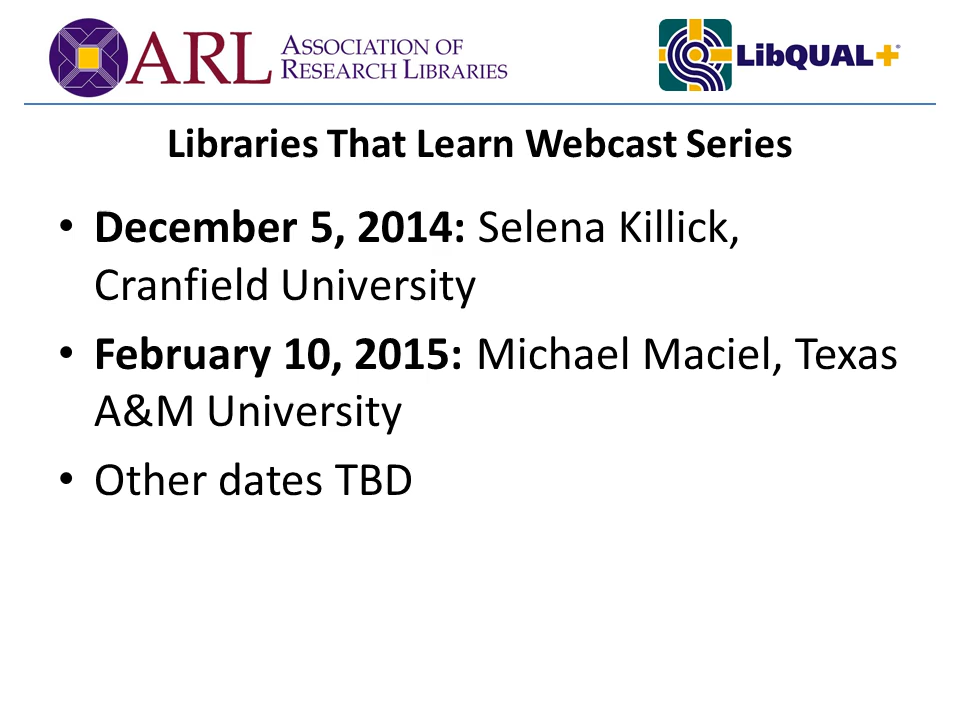 ARL ASSOCIATION OF
RESEARCH LIBRARIES
LibQUAL+®
Libraries That Learn Webcast Series
• December 5, 2014: Selena Killick,
Cranfield University
• February 10, 2015: Michael Maciel, Texas
A&M University
• Other dates TBD